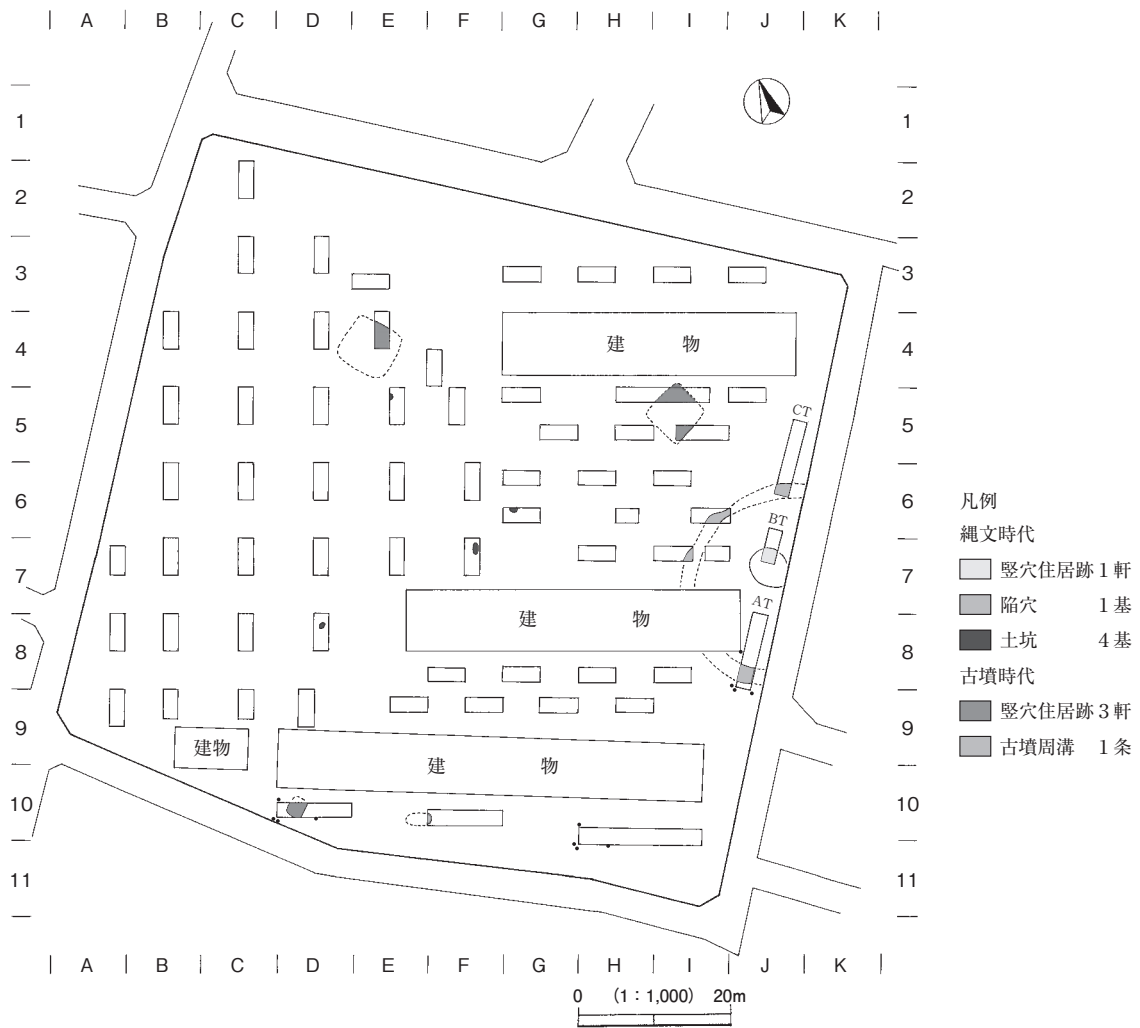 A B C D E F G H I J K
1 1
2 2
3 3
建 物
4 4
CT
5 5
6 6
BT
7 7
AT
建 物
8 8
9 9
建物
建 物
10 10
11 11
A B C D E F G H I J K
0 (1:1,000) 20m
凡例
縄文時代
竪穴住居跡1軒
陥穴 1基
土坑 4基
古墳時代
竪穴住居跡3軒
古墳周溝 1条